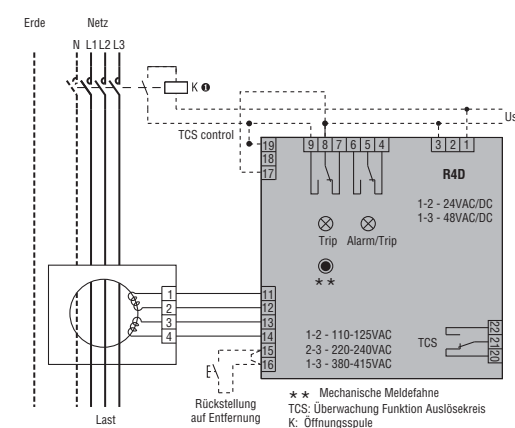 Erde
Netz
N L1 L2 L3
K ❶
Us
TCS control
19
18
17
9 8 7 6 5 4
3 2 1
R4D
1-2 - 24VAC/DC
1-3 - 48VAC/DC
Trip
Alarm/Trip
* *
1
2
3
4
11
12
13
14
15
16
1-2 - 110-125VAC
2-3 - 220-240VAC
1-3 - 380-415VAC
TCS
22
21
20
E
Rückstellung
auf Entfernung
Last
* * Mechanische Meldefahne
TCS: Überwachung Funktion Auslösekreis
K: Öffnungsspule